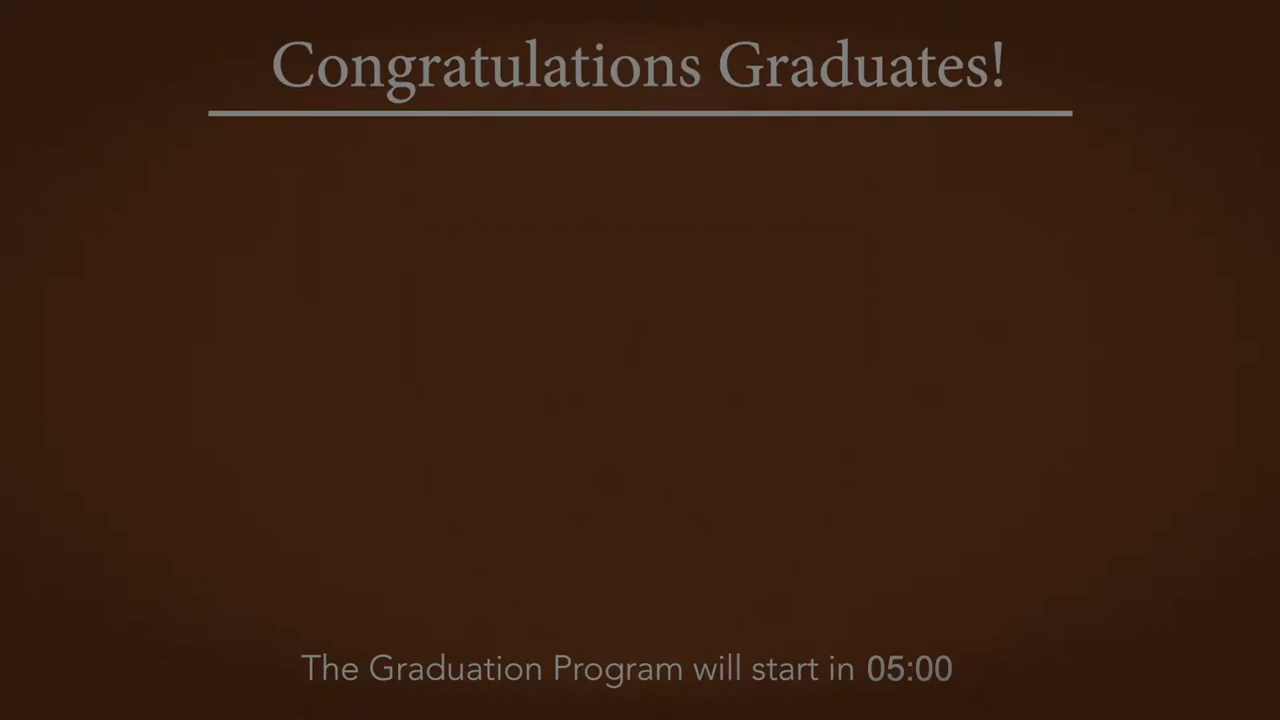 Congratulations Graduates!
The Graduation Program will start in 05:00